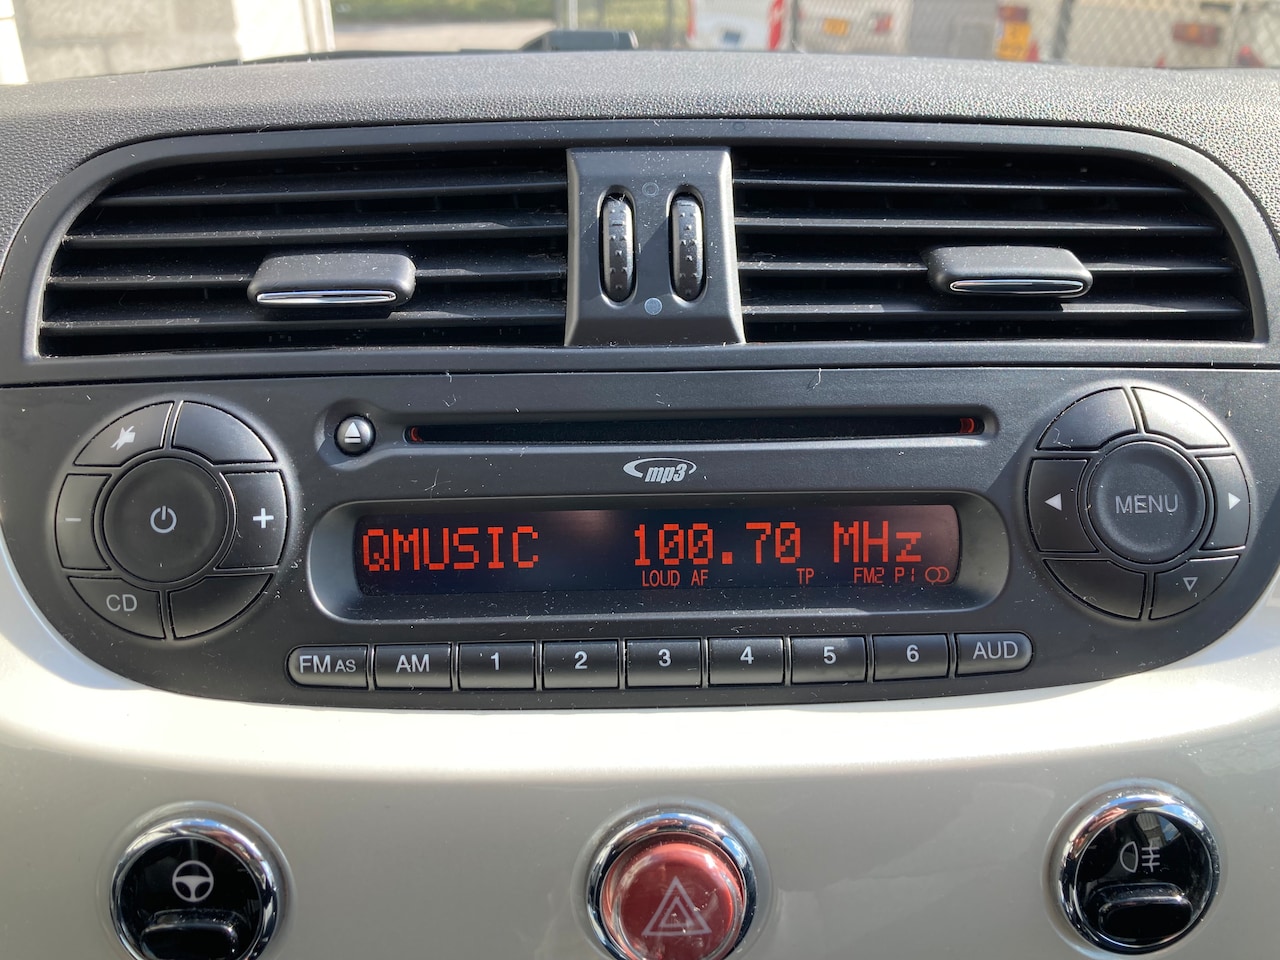 mp3
QMUSIC 100.70 MHz
LOUD AF TP FM2 P1
MENU
CD
FM AS AM 1 2 3 4 5 6 AUD